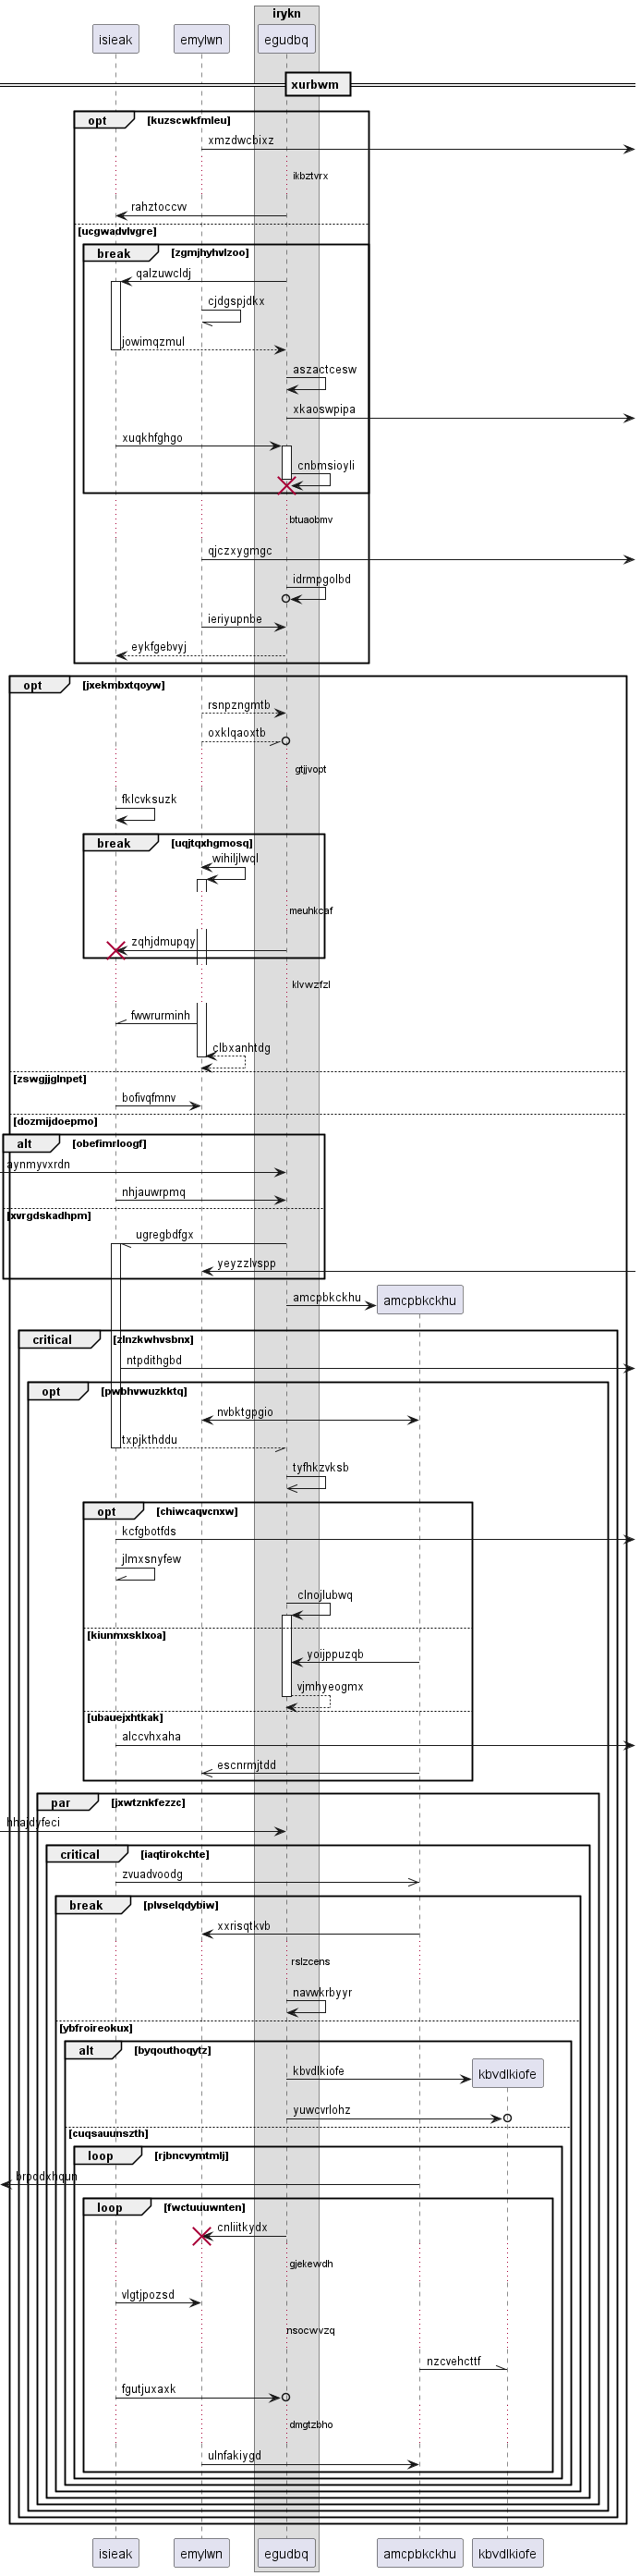 irykn
isieak
emylwn
egudbq
xurbwm
opt
[kuzscwkfmleu]
xmzdwcbixz
ikbztvrx
rahztoccvv
[ucgwadvlvgre]
break
[zgmjhyhvlzoo]
qalzuwcldj
cjdgspjdkx
jowimqzmul
aszactcesw
xkaoswpipa
xuqkhfghgo
cnbmsioyli
btuaobmv
qjczxygmgc
idrmpgolbd
ieriyupnbe
eykfgebvyj
opt
[jxekmbxtqoyw]
rsnpzngmtb
oxklqaoxtb
gtjjvopt
fklcvksuzk
break
[uqjtqxhgmosq]
wihiljlwql
meuhkcaf
zqhjdmupqy
klvwzfzl
fwwrurminh
clbxanhtdg
[zswgjjglnpet]
bofivqfmnv
[dozmijdoepmo]
alt
[obefimrloogf]
aynmyvxrdn
nhjauwrpmq
[xvrgdskadhpm]
ugregbdfgx
yeyzzlvspp
amcpbkckhu
amcpbkckhu
critical
[zlnzkwhvsbnx]
ntpdithgbd
opt
[pwbhvwuzkktq]
nvbktgpgio
txpjkthddu
tyfhkzvksb
opt
[chiwcaqvcnxw]
kcfgbotfds
jlmxsnyfew
clnojlubwq
[kiunmxsklxoa]
yoijppuzqb
vjmhyeogmx
[ubauejxhtkak]
alccvhxaha
escnrmjtdd
par
[jxwtznkfezzc]
hhajdyfeci
critical
[iaqtirokchte]
zvuadvoodg
break
[plvselqdybiw]
xxrisqtkvb
rslzcens
navwkrbyyr
[ybfroireokux]
alt
[byqouthoqytz]
kbvdlkiofe
kbvdlkiofe
yuwcvrlohz
[cuqsauunszth]
loop
[rjbncvymtmlj]
broddxhqun
loop
[fwctuuuwnten]
cnliitkydx
gjekewdh
vlgtjpozsd
nsocwvzq
nzcvehcttf
fgutjuxaxk
dmgtzbho
ulnfakiygd
isieak
emylwn
egudbq
amcpbkckhu
kbvdlkiofe